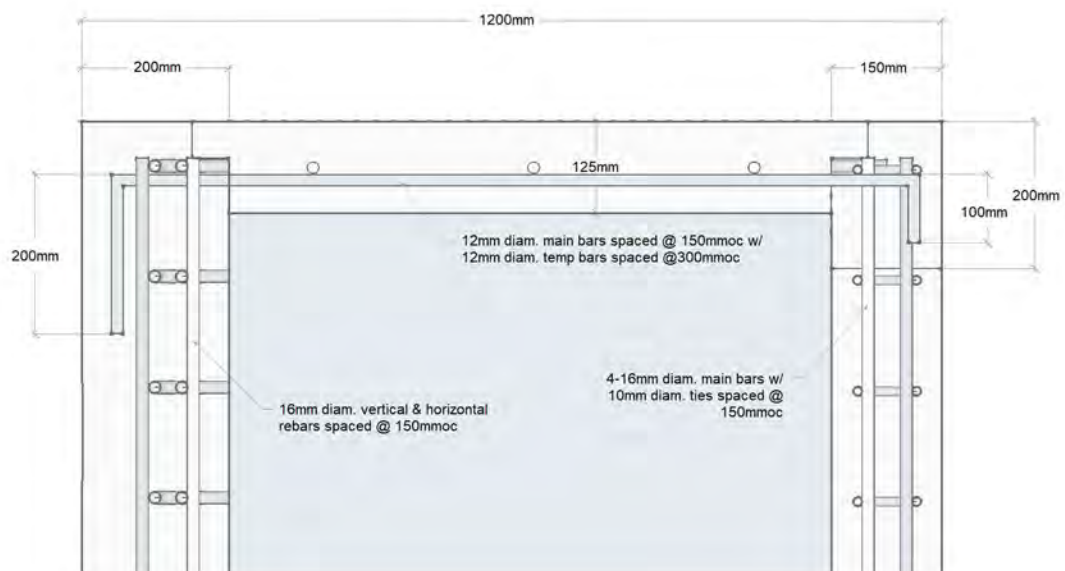 1200mm
200mm
150mm
125mm
200mm
100mm
200mm
12mm diam. main bars spaced @ 150mmoc w/
12mm diam. temp bars spaced @300mmoc
4-16mm diam. main bars w/
10mm diam. ties spaced @
150mmoc
16mm diam. vertical & horizontal
rebars spaced @ 150mmoc